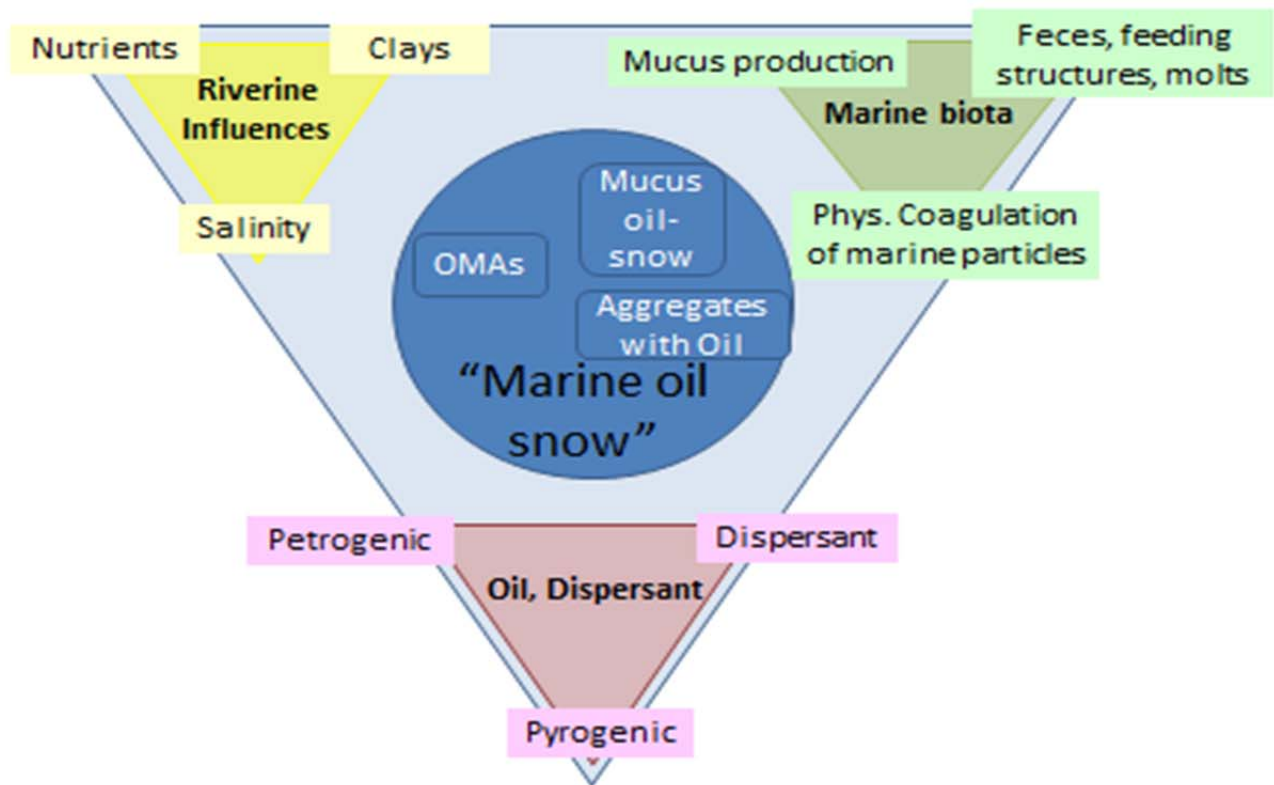 Nutrients
Clays
Riverine
Influences
Salinity
Mucus production
Feces, feeding
structures, molts
Marine biota
Phys. Coagulation
of marine particles
Mucus
oil-
snow
OMAs
Aggregates
with Oil
“Marine oil
snow”
Petrogenic
Dispersant
Oil, Dispersant
Pyrogenic